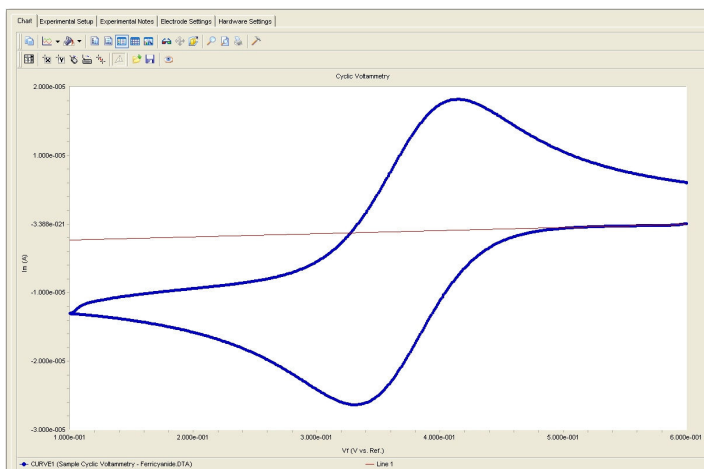 Chart Experimental Setup Experimental Notes Electrode Settings Hardware Settings
Cyclic Voltammetry
2.000e-005
1.000e-005
-3.388e-021
-1.000e-005
-2.000e-005
-3.000e-005
Im (A)
1.000e-001 2.000e-001 3.000e-001 4.000e-001 5.000e-001 6.000e-001
Vf (V vs. Ref.)
CURVE1 (Sample Cyclic Voltammetry - Ferricyanide.DTA) Line 1